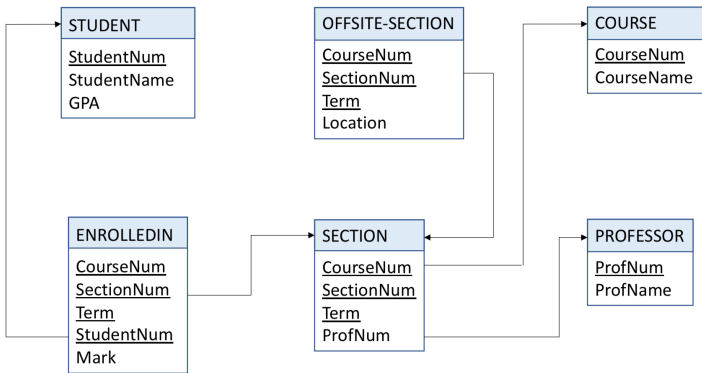 STUDENT
StudentNum
StudentName
GPA
OFFSITE-SECTION
CourseNum
SectionNum
Term
Location
COURSE
CourseNum
CourseName
ENROLLEDIN
CourseNum
SectionNum
Term
StudentNum
Mark
SECTION
CourseNum
SectionNum
Term
ProfNum
PROFESSOR
ProfNum
ProfName